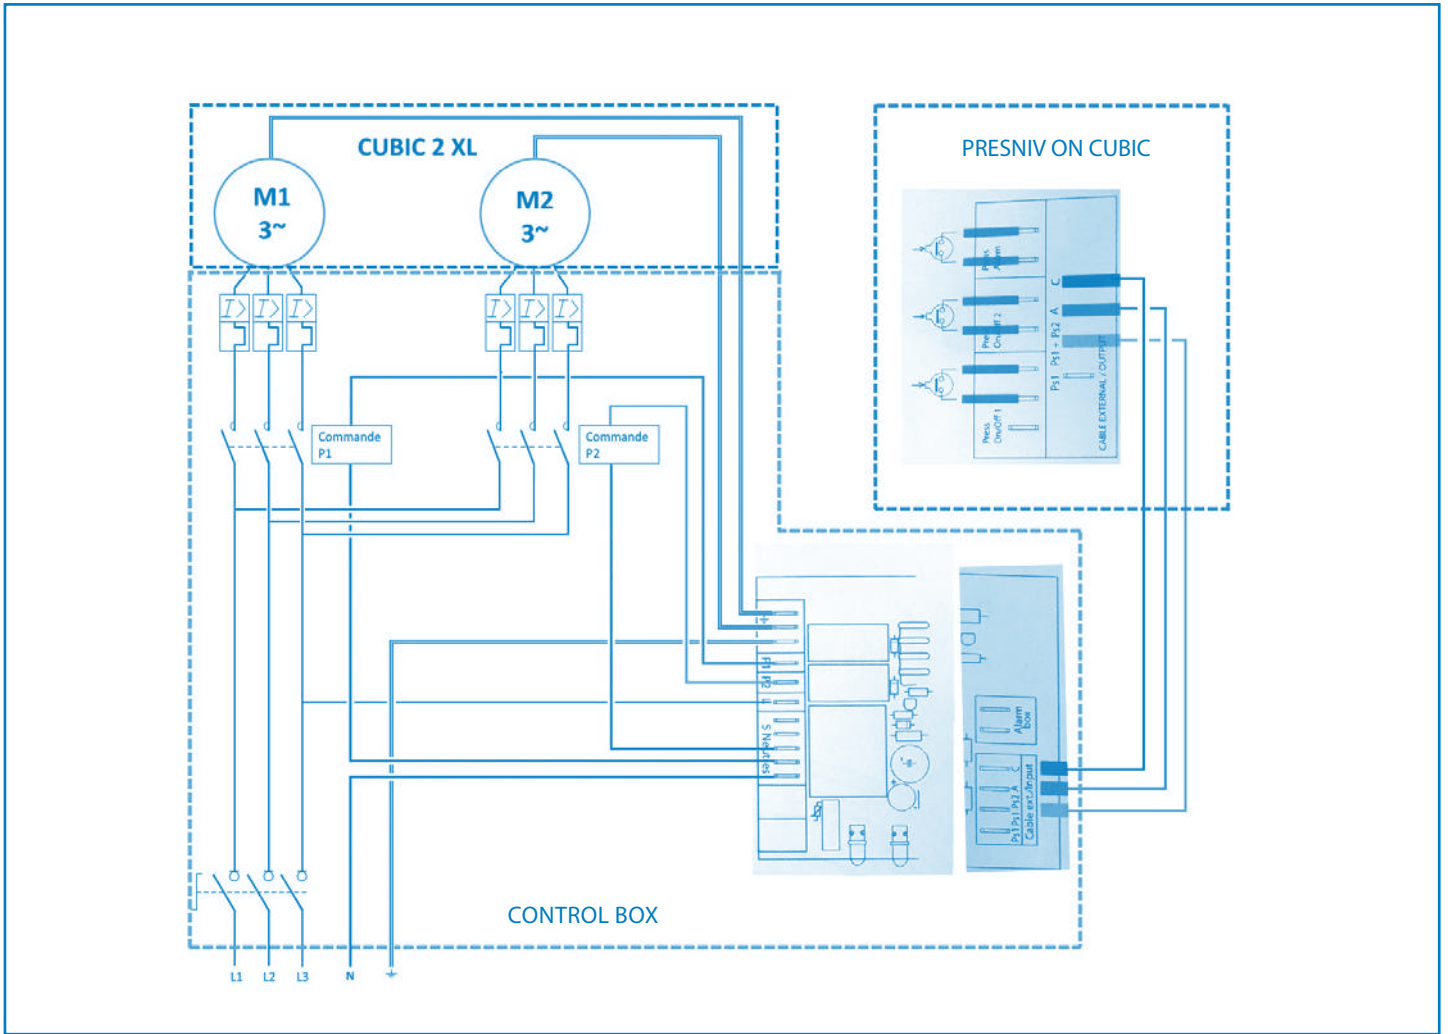 CUBIC 2 XL
PRESNIV ON CUBIC
M1
3~
M2
3~
I>
I>
I>
I>
I>
I>
Commande
P1
Commande
P2
Press
Alarm
Press
On/Off 2
Press
On/Off 1
C
A
Ps1 + Ps2
Ps1
CABLE EXTERNAL / OUTPUT
P1
P2
L
5 Neutres
Alarm
box
C
A
Ps2
Ps1
Ps1
Cable ext./Input
CONTROL BOX
L1
L2
L3
N